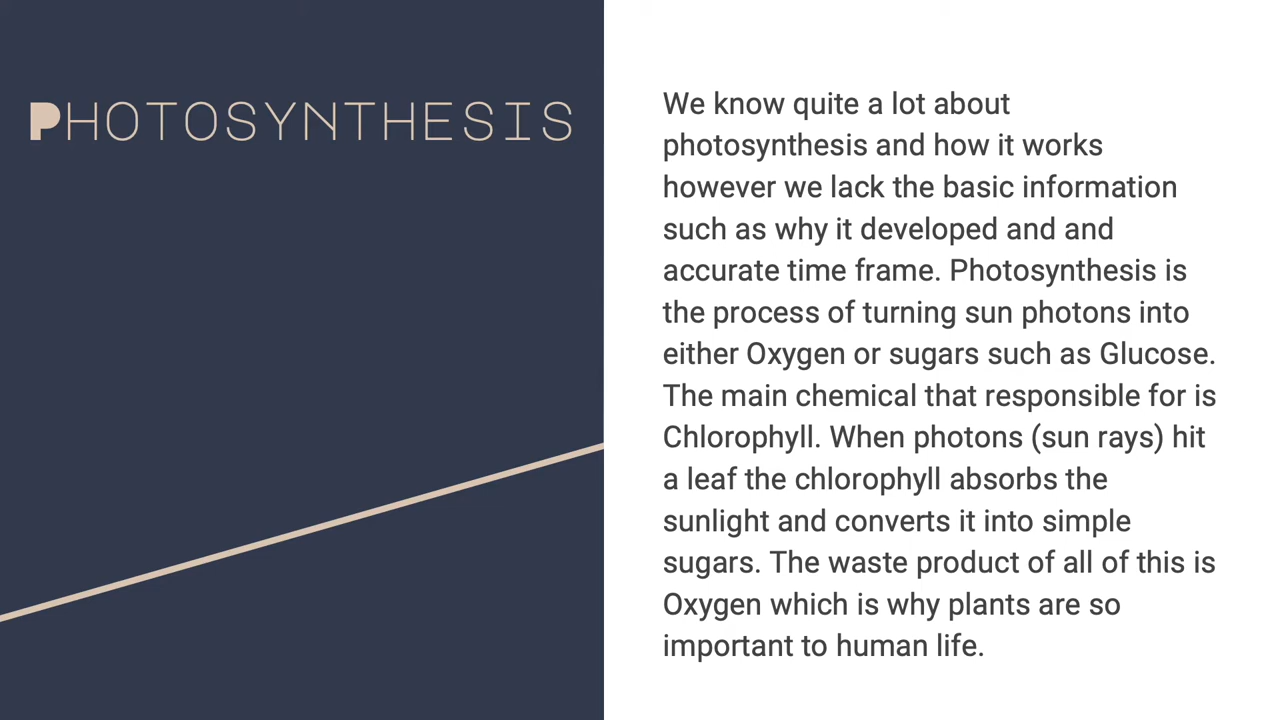 PHOTOSYNTHESIS
We know quite a lot about
photosynthesis and how it works
however we lack the basic information
such as why it developed and and
accurate time frame. Photosynthesis is
the process of turning sun photons into
either Oxygen or sugars such as Glucose.
The main chemical that responsible for is
Chlorophyll. When photons (sun rays) hit
a leaf the chlorophyll absorbs the
sunlight and converts it into simple
sugars. The waste product of all of this is
Oxygen which is why plants are so
important to human life.